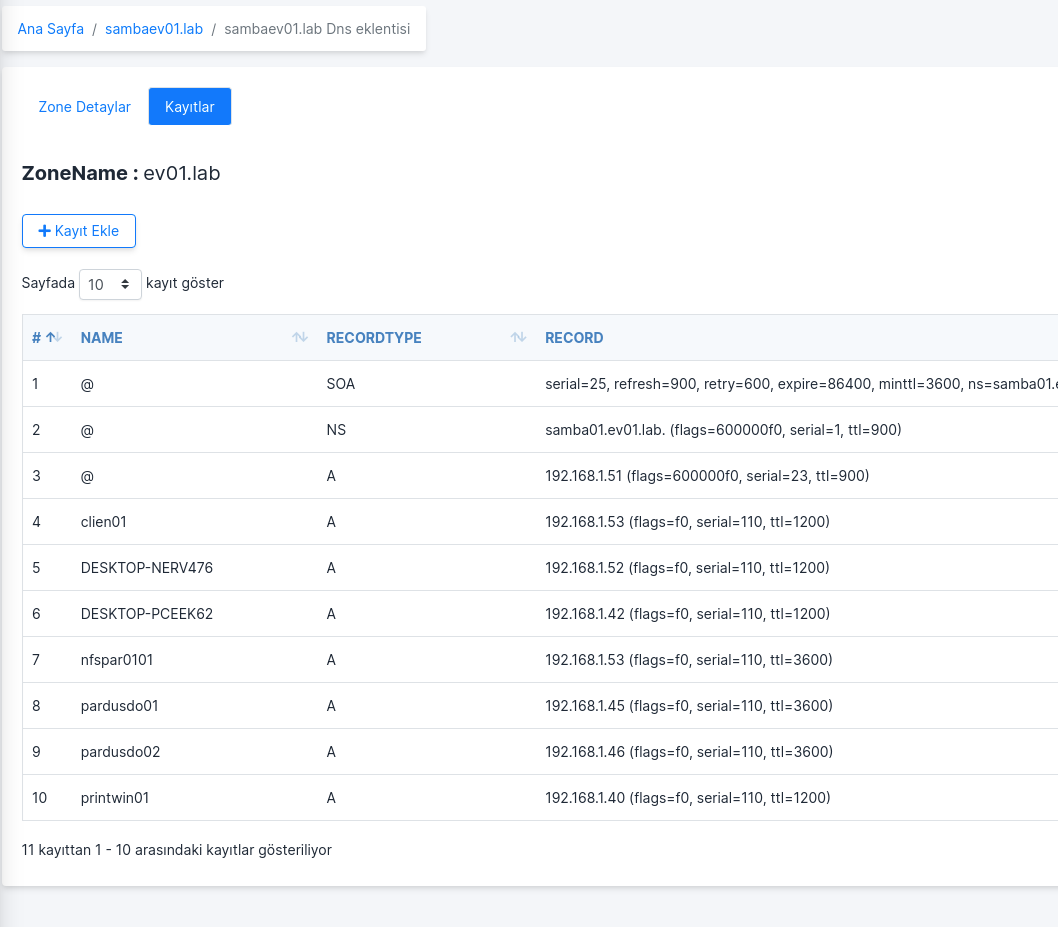 Ana Sayfa / sambaev01.lab / sambaev01.lab Dns eklentisi
Zone Detaylar Kayıtlar
ZoneName : ev01.lab
Kayıt Ekle
Sayfada 10 kayıt göster
# NAME RECORDTYPE RECORD
1 @ SOA serial=25, refresh=900, retry=600, expire=86400, minttl=3600, ns=samba01.
2 @ NS samba01.ev01.lab. (flags=600000f0, serial=1, ttl=900)
3 @ A 192.168.1.51 (flags=600000f0, serial=23, ttl=900)
4 clien01 A 192.168.1.53 (flags=f0, serial=110, ttl=1200)
5 DESKTOP-NERV476 A 192.168.1.52 (flags=f0, serial=110, ttl=1200)
6 DESKTOP-PCEEK62 A 192.168.1.42 (flags=f0, serial=110, ttl=1200)
7 nfspar0101 A 192.168.1.53 (flags=f0, serial=110, ttl=3600)
8 pardusdo01 A 192.168.1.45 (flags=f0, serial=110, ttl=3600)
9 pardusdo02 A 192.168.1.46 (flags=f0, serial=110, ttl=3600)
10 printwin01 A 192.168.1.40 (flags=f0, serial=110, ttl=1200)
11 kayıttan 1 - 10 arasındaki kayıtlar gösteriliyor